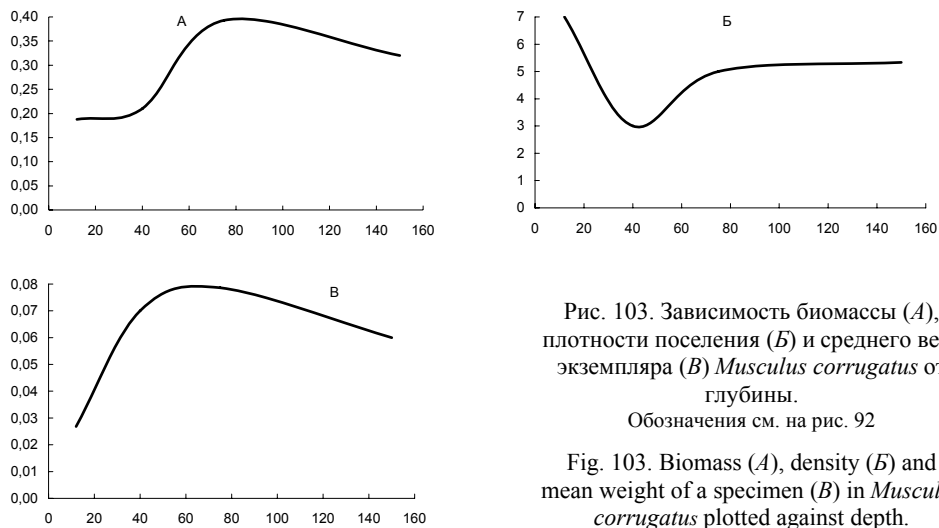 0,40
0,35
0,30
0,25
0,20
0,15
0,10
0,05
0,00
А
0 20 40 60 80 100 120 140 160
7
6
5
4
3
2
1
0
Б
0 20 40 60 80 100 120 140 160
0,08
0,07
0,06
0,05
0,04
0,03
0,02
0,01
0,00
В
0 20 40 60 80 100 120 140 160
Рис. 103. Зависимость биомассы (А),
плотности поселения (Б) и среднего ве
экземпляра (В) Musculus corrugatus от
глубины.
Обозначения см. на рис. 92
Fig. 103. Biomass (А), density (Б) and
mean weight of a specimen (В) in Muscul
corrugatus plotted against depth.